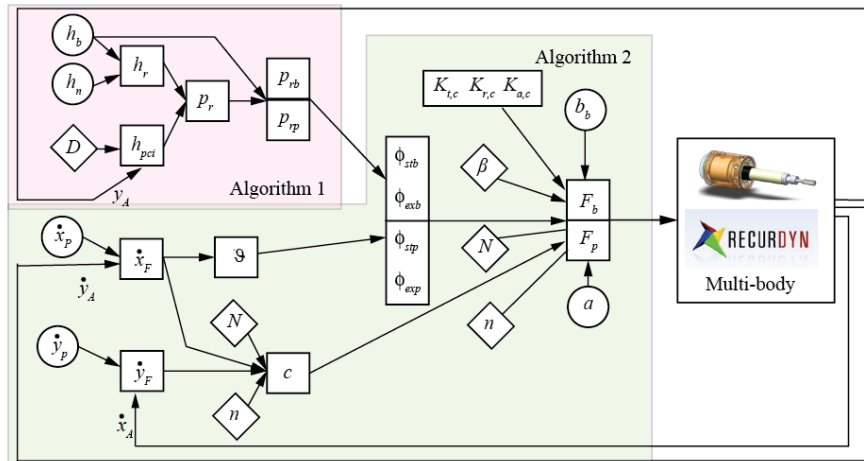 h_b
h_n
h_r
D
h_pci
p_r
p_rb
p_rp
y_A
Algorithm 1
Algorithm 2
K_t,c K_r,c K_a,c
b_b
β
ϕ_stb
ϕ_exb
ϕ_stp
ϕ_exp
F_b
F_p
N
n
a
RECURDYN
Multi-body
ẋ_P
ẋ_F
ϑ
ẏ_A
N
ẏ_p
ẏ_F
c
n
ẋ_A